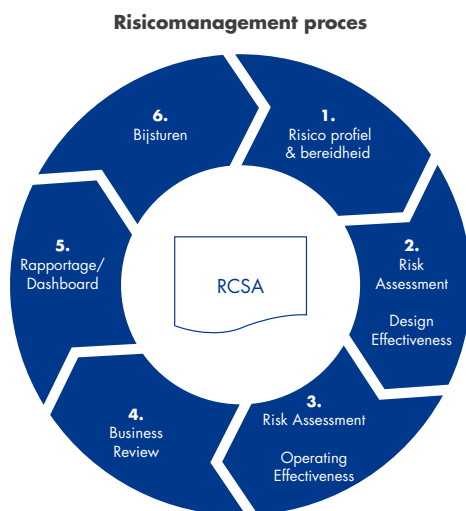 Risicomanagement proces
1.
Risico profiel
& bereidheid
2.
Risk
Assessment
Design
Effectiveness
3.
Risk Assessment
Operating
Effectiveness
4.
Business
Review
5.
Rapportage/
Dashboard
6.
Bijsturen
RCSA